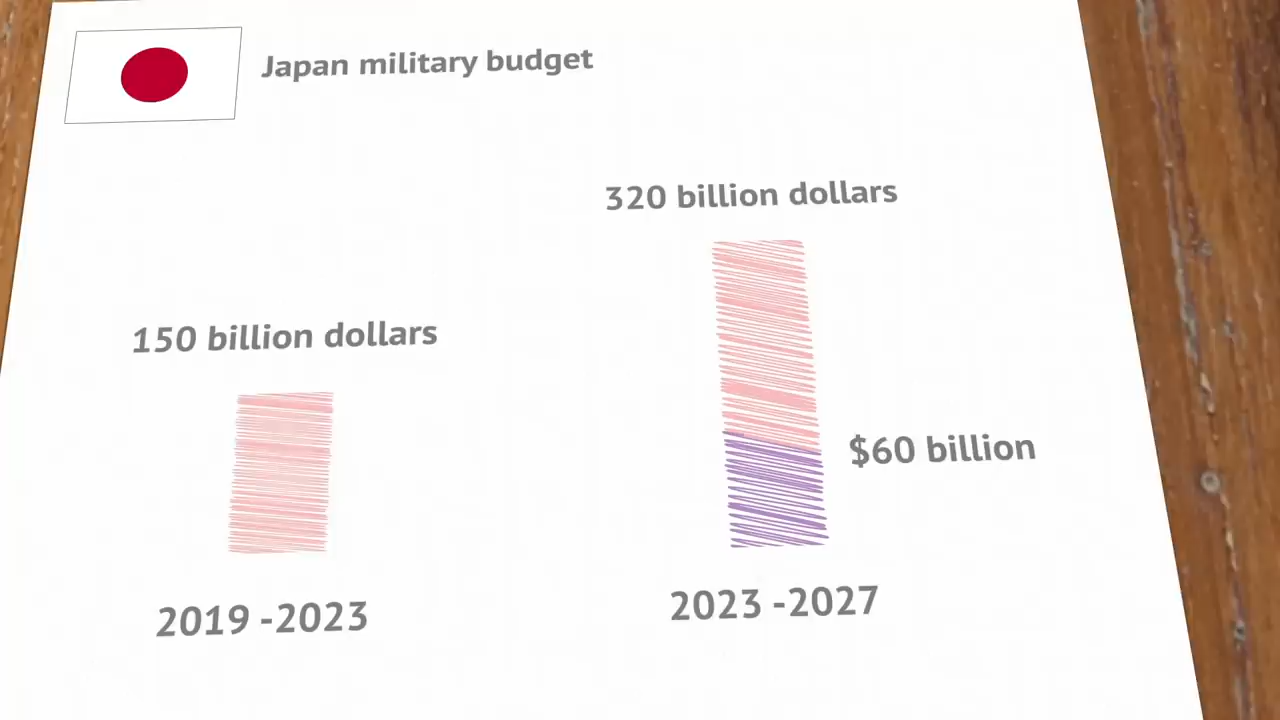 Japan military budget
320 billion dollars
150 billion dollars
$60 billion
2019 -2023
2023 -2027